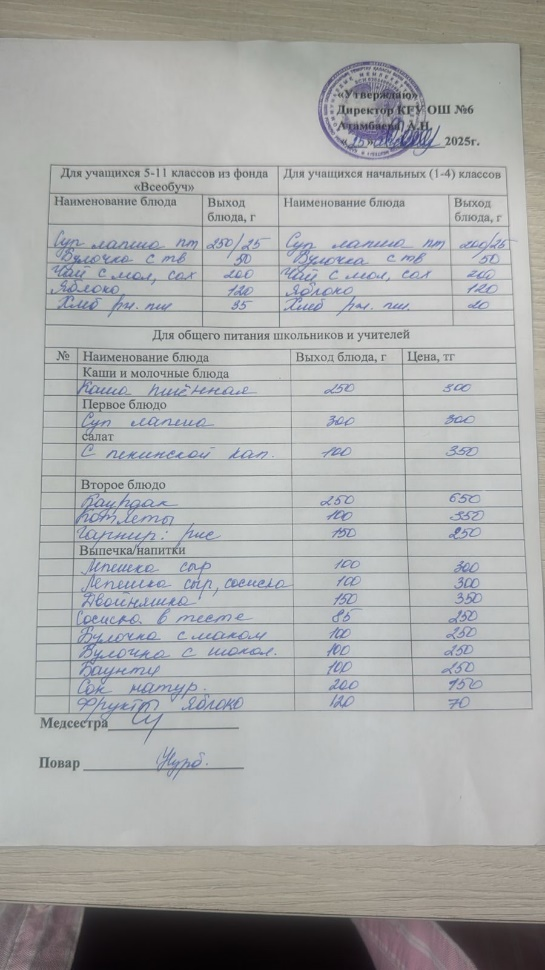 «Утверждаю»
Директор КГУ ОШ №6
Атамбаева А.Н.
«25» 2025г.
Для учащихся 5-11 классов из фонда «Всеобуч» Для учащихся начальных (1-4) классов
Наименование блюда Выход блюда, г Наименование блюда Выход блюда, г
Суп лапша пт 250/25 Суп лапша пт 200/25
Булочка с тв 50 Булочка с тв 50
Чай с мол, сах 200 Чай с мол, сах 200
Яблоко 120 Яблоко 120
Хлеб рж. пш 35 Хлеб рж. пш. 20
Для общего питания школьников и учителей
№ Наименование блюда Выход блюда, г Цена, тг
Каши и молочные блюда
Каша пшённая 250 300
Первое блюдо
Суп лапша 300 300
салат
С пекинской кап. 100 350
Второе блюдо
Каурдак 250 650
Котлеты 100 350
Гарнир: рис 150 250
Выпечка/напитки
Лепешка сыр 100 300
Лепешка сыр, сосиска 100 300
Двойняшка 150 350
Сосиска в тесте 85 250
Булочка с маком 100 250
Булочка с шокол. 100 250
Баунти 100 250
Сок натур. 200 150
Фрукты яблоко 120 70
Медсестра
Повар Нурб.